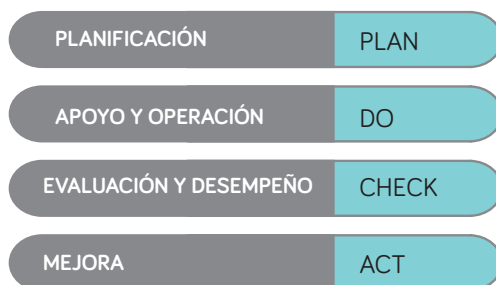 PLANIFICACIÓN PLAN
APOYO Y OPERACIÓN DO
EVALUACIÓN Y DESEMPEÑO CHECK
MEJORA ACT